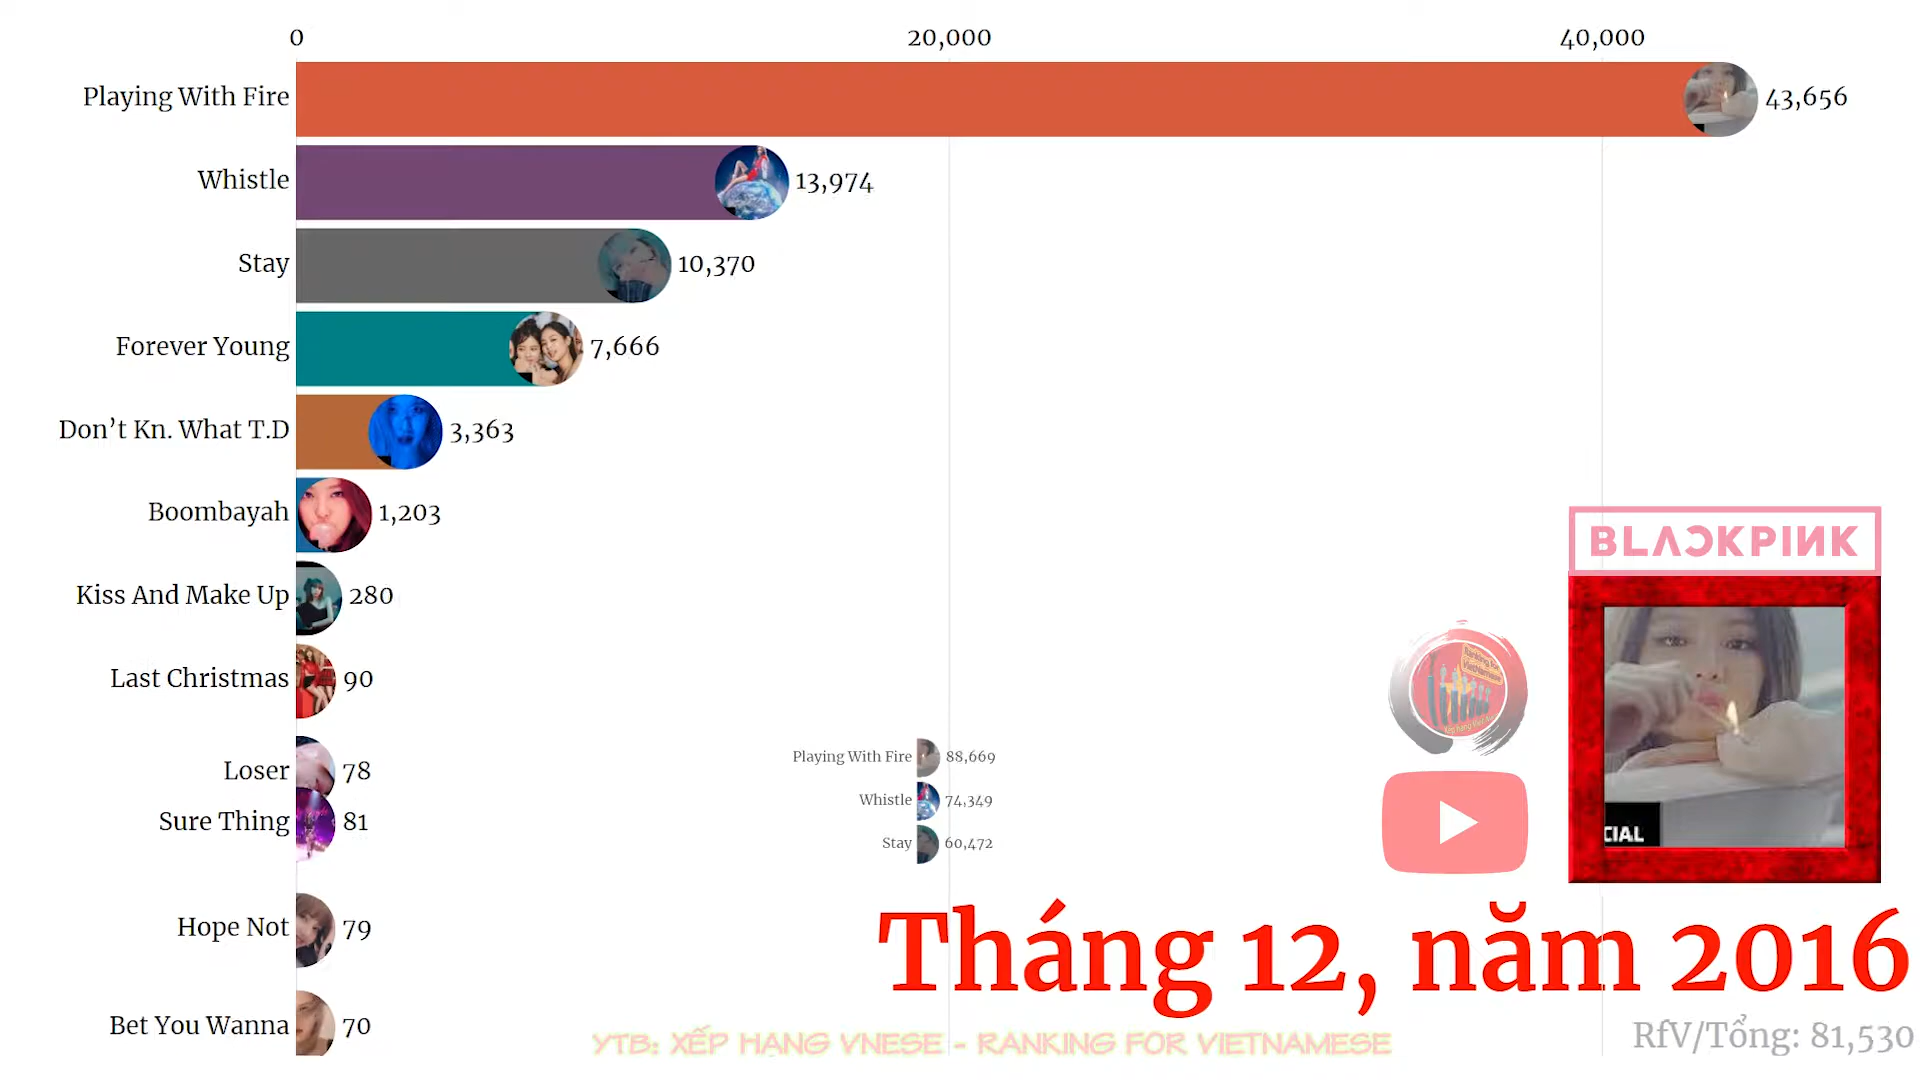 0 20,000 40,000
Playing With Fire 43,656
Whistle 13,974
Stay 10,370
Forever Young 7,666
Don’t Kn. What T.D 3,363
Boombayah 1,203
BLACKPINK
Kiss And Make Up 280
Last Christmas 90
Loser 78
Sure Thing 81
Hope Not 79
Bet You Wanna 70
Playing With Fire 88,669
Whistle 74,349
Stay 60,472
CIAL
Tháng 12, năm 2016
RfV/Tổng: 81,530
YTB: XẾP HẠNG VNESE - RANKING FOR VIETNAMESE